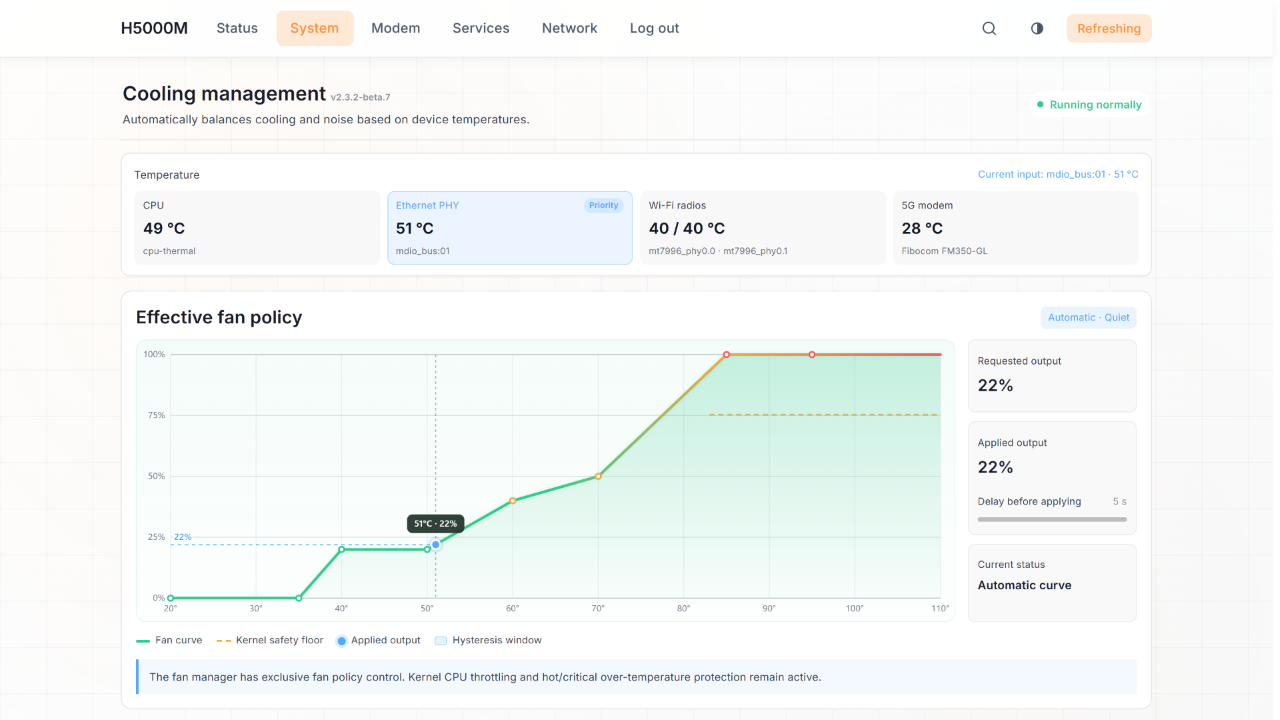 H5000M Status System Modem Services Network Log out Refreshing
Cooling management v2.3.2-beta.7
Automatically balances cooling and noise based on device temperatures.
Running normally
Temperature
Current input: mdio_bus:01 · 51 °C
CPU
49 °C
cpu-thermal
Ethernet PHY
Priority
51 °C
mdio_bus:01
Wi-Fi radios
40 / 40 °C
mt7996_phy0.0 · mt7996_phy0.1
5G modem
28 °C
Fibocom FM350-GL
Effective fan policy
Automatic · Quiet
100%
75%
50%
25%
0%
22%
51°C · 22%
20° 30° 40° 50° 60° 70° 80° 90° 100° 110°
Requested output
22%
Applied output
22%
Delay before applying 5 s
Current status
Automatic curve
Fan curve Kernel safety floor Applied output Hysteresis window
The fan manager has exclusive fan policy control. Kernel CPU throttling and hot/critical over-temperature protection remain active.